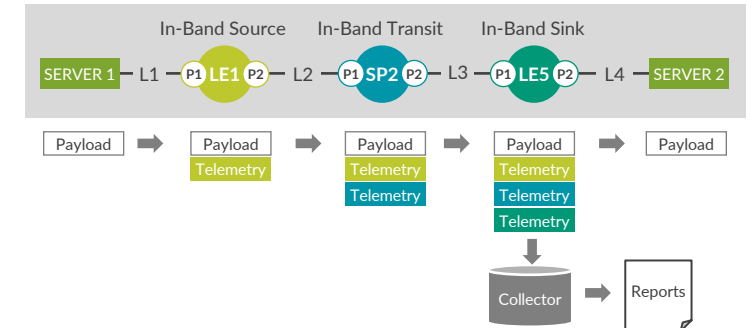 In-Band Source In-Band Transit In-Band Sink
SERVER 1 L1 P1 LE1 P2 L2 P1 SP2 P2 L3 P1 LE5 P2 L4 SERVER 2
Payload Payload Payload Payload Payload
Telemetry Telemetry Telemetry
Telemetry Telemetry
Telemetry
Collector Reports